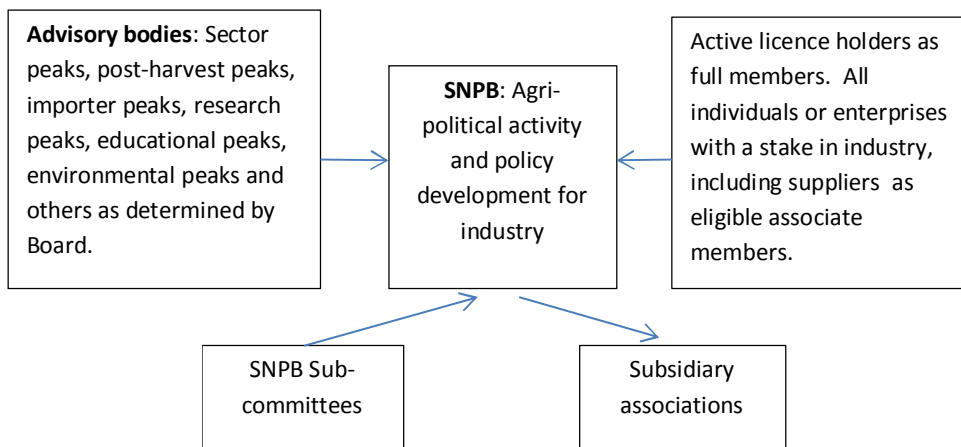 Advisory bodies: Sector
peaks, post-harvest peaks,
importer peaks, research
peaks, educational peaks,
environmental peaks and
others as determined by
Board.
SNPB: Agri-
political activity
and policy
development for
industry
Active licence holders as
full members.  All
individuals or enterprises
with a stake in industry,
including suppliers  as
eligible associate
members.
SNPB Sub-
committees
Subsidiary
associations